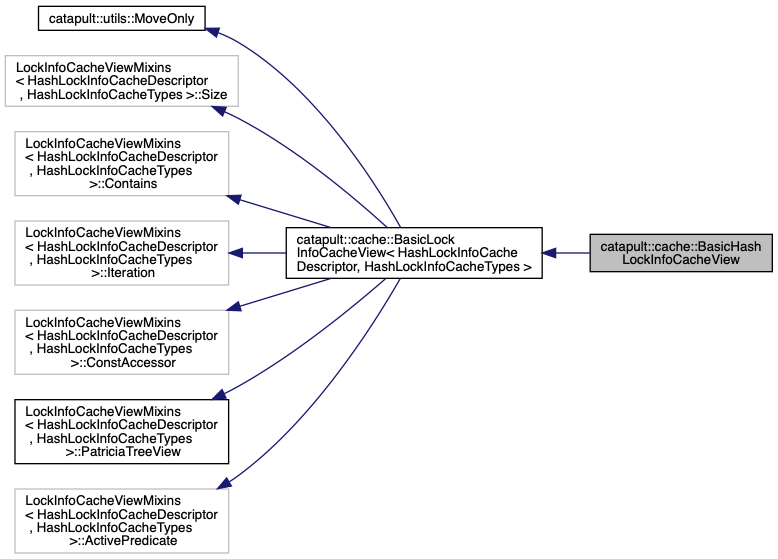 catapult::utils::MoveOnly
LockInfoCacheViewMixins
< HashLockInfoCacheDescriptor
, HashLockInfoCacheTypes >::Size
LockInfoCacheViewMixins
< HashLockInfoCacheDescriptor
, HashLockInfoCacheTypes
>::Contains
LockInfoCacheViewMixins
< HashLockInfoCacheDescriptor
, HashLockInfoCacheTypes
>::Iteration
LockInfoCacheViewMixins
< HashLockInfoCacheDescriptor
, HashLockInfoCacheTypes
>::ConstAccessor
LockInfoCacheViewMixins
< HashLockInfoCacheDescriptor
, HashLockInfoCacheTypes
>::PatriciaTreeView
LockInfoCacheViewMixins
< HashLockInfoCacheDescriptor
, HashLockInfoCacheTypes
>::ActivePredicate
catapult::cache::BasicLock
InfoCacheView< HashLockInfoCache
Descriptor, HashLockInfoCacheTypes >
catapult::cache::BasicHash
LockInfoCacheView